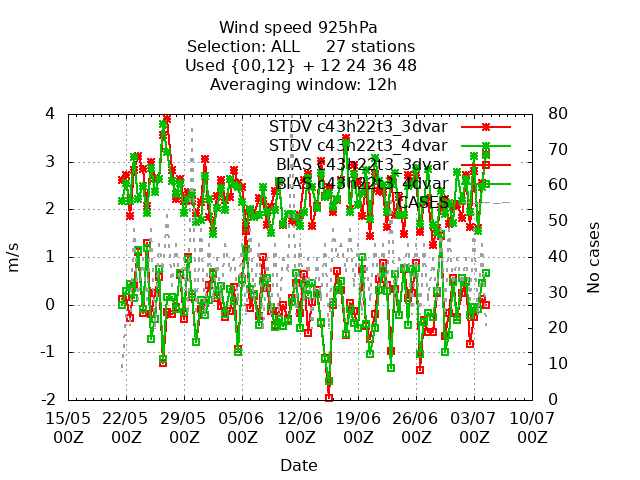 Wind speed 925hPa
Selection: ALL     27 stations
Used {00,12} + 12 24 36 48
Averaging window: 12h
STDV c43h22t3_3dvar
STDV c43h22t3_4dvar
BIAS c43h22t3_3dvar
BIAS c43h22t3_4dvar
CASES
4
3
2
1
0
-1
-2
m/s
80
70
60
50
40
30
20
10
0
No cases
15/05 22/05 29/05 05/06 12/06 19/06 26/06 03/07 10/07
00Z 00Z 00Z 00Z 00Z 00Z 00Z 00Z 00Z
Date